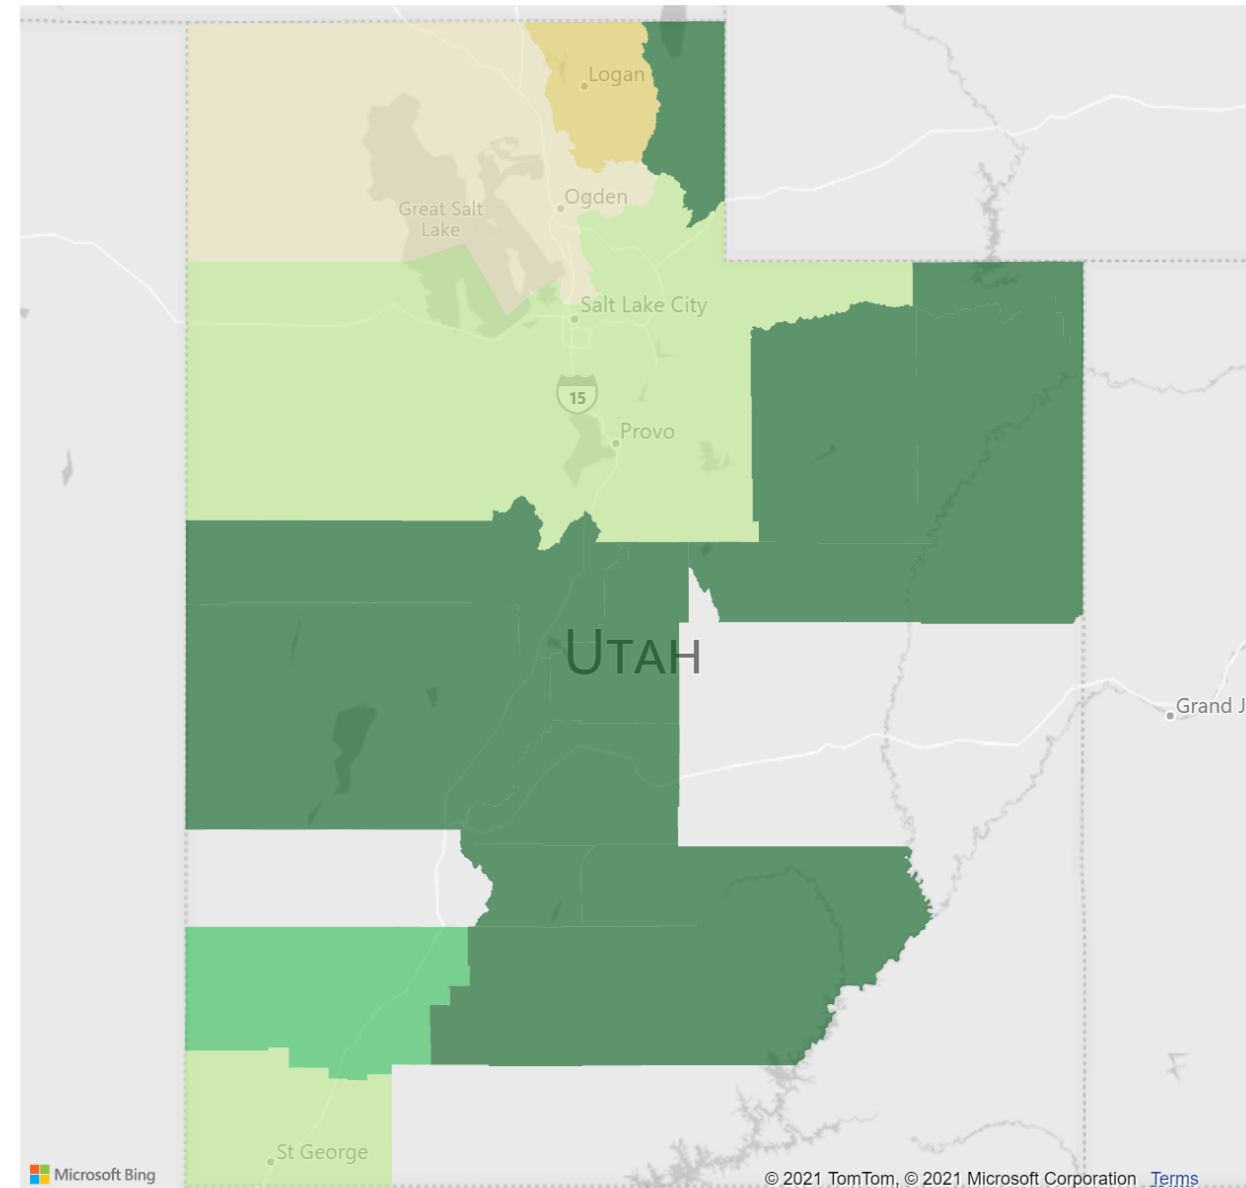 Logan
Ogden
Great Salt
Lake
Salt Lake City
15
Provo
UTAH
Grand J
St George
Microsoft Bing
© 2021 TomTom, © 2021 Microsoft Corporation Terms